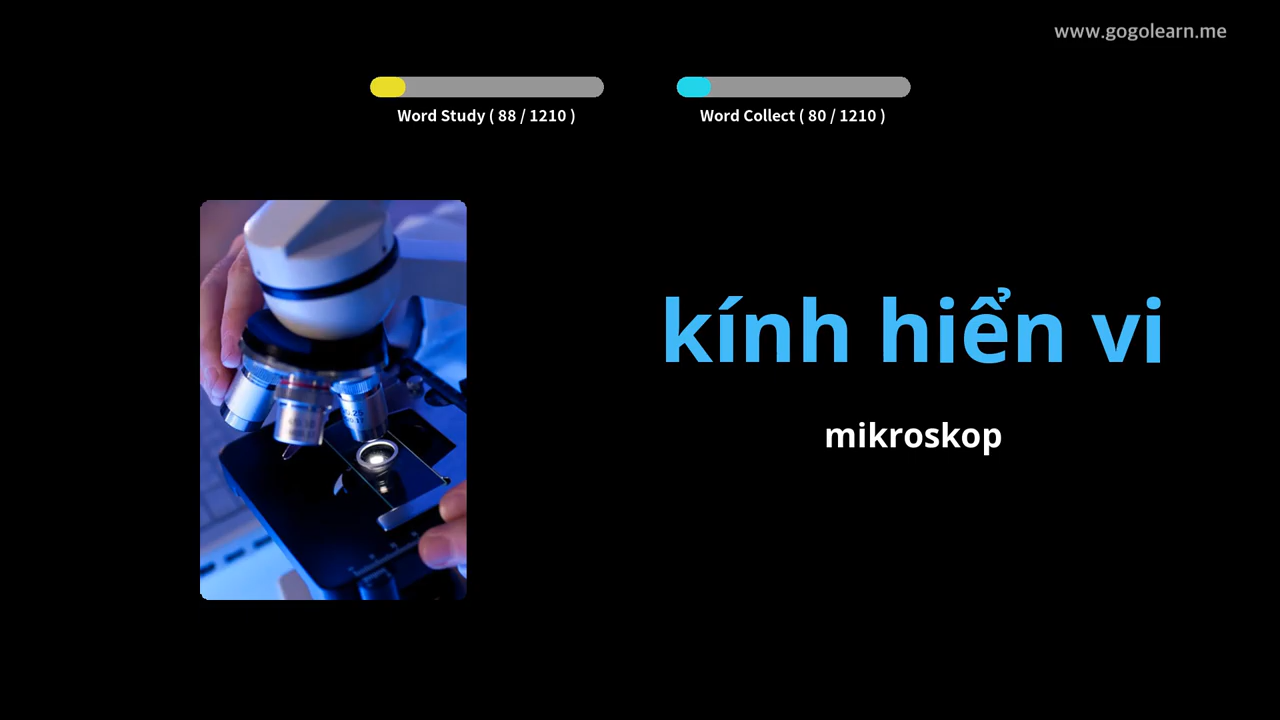 www.gogolearn.me
Word Study ( 88 / 1210 )
Word Collect ( 80 / 1210 )
kính hiển vi
mikroskop